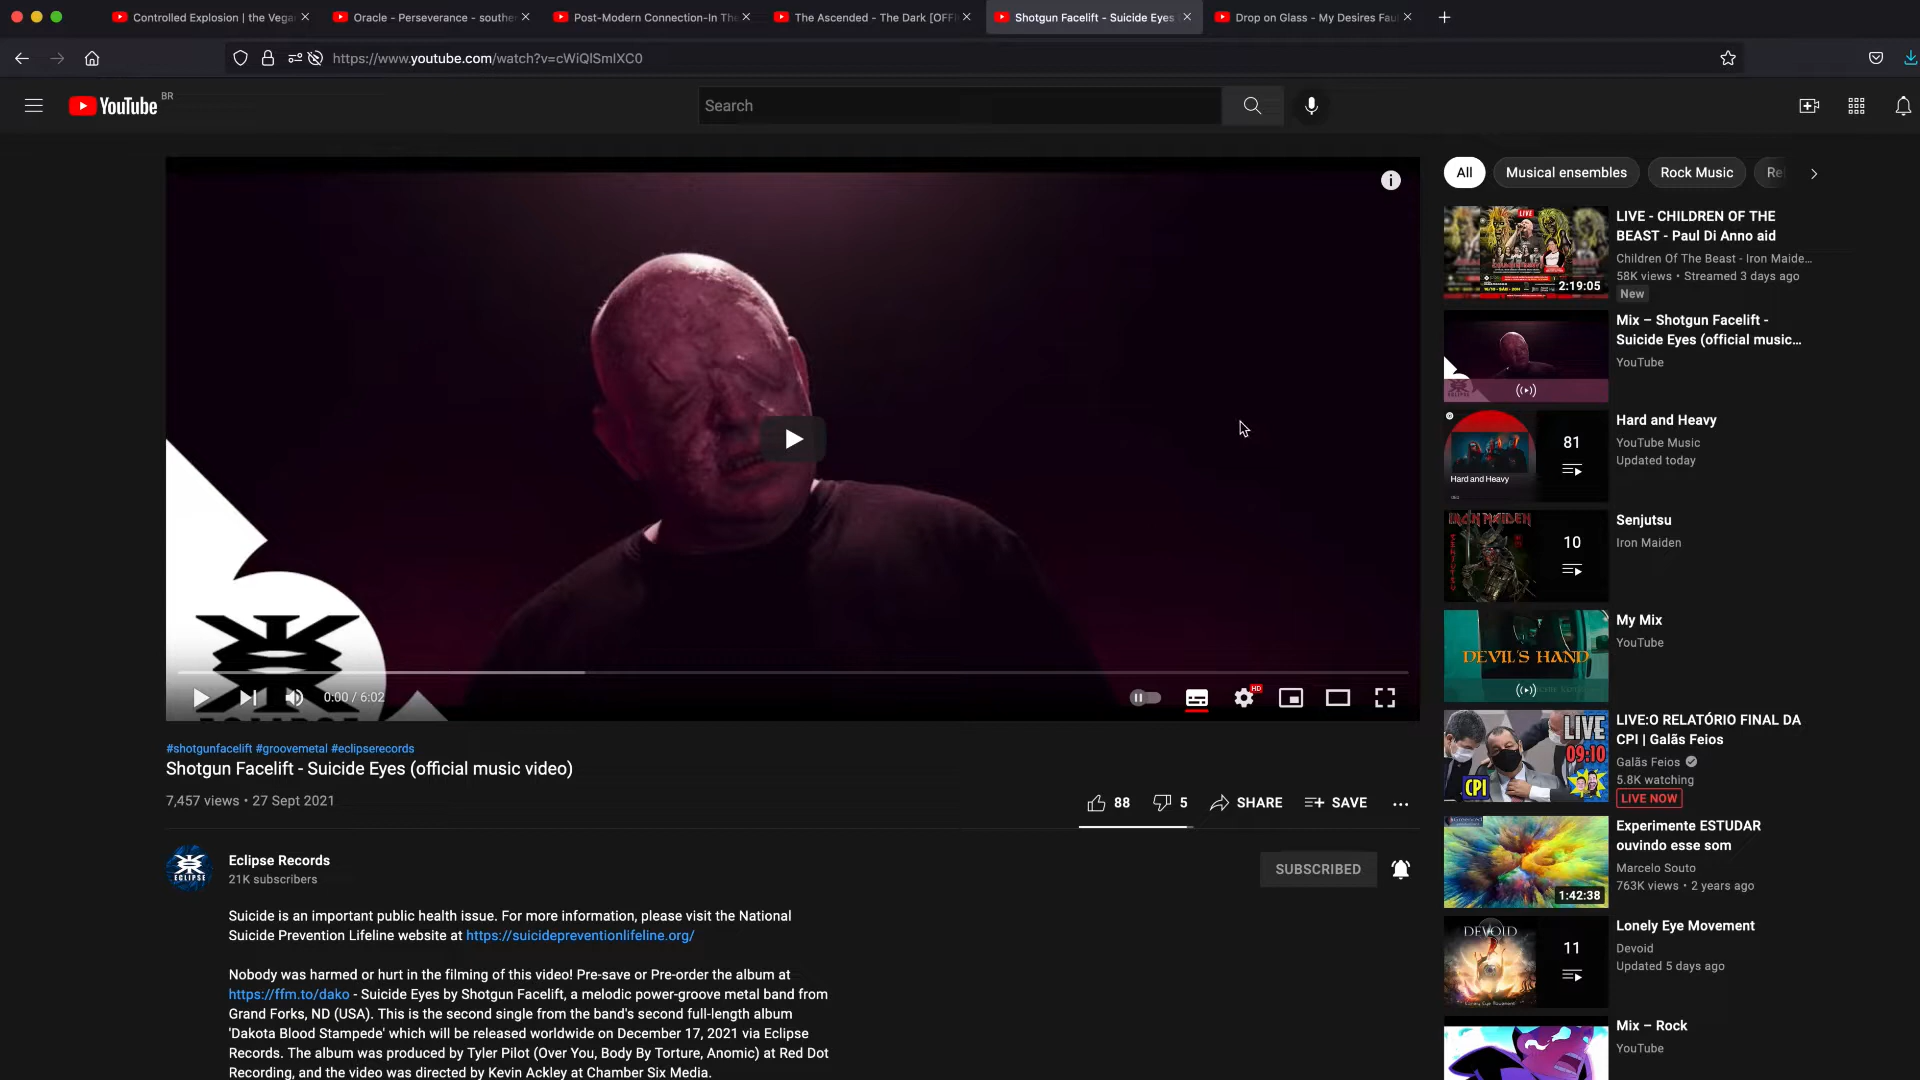 Controlled Explosion | the Vega
Oracle - Perseverance - southe
Post-Modern Connection-In The
The Ascended - The Dark [OFFI
Shotgun Facelift - Suicide Eyes
Drop on Glass - My Desires Faul
https://www.youtube.com/watch?v=cWiQlSmIXC0
YouTube BR
Search
All
Musical ensembles
Rock Music
Re
LIVE - CHILDREN OF THE
BEAST - Paul Di Anno aid
Children Of The Beast - Iron Maide...
58K views • Streamed 3 days ago
New
LIVE
2:19:05
Mix – Shotgun Facelift -
Suicide Eyes (official music...
YouTube
Hard and Heavy
YouTube Music
Updated today
81
Hard and Heavy
Senjutsu
Iron Maiden
IRON MAIDEN
SENJUTSU
10
My Mix
YouTube
DEVIL'S HAND
LIVE:O RELATÓRIO FINAL DA
CPI | Galãs Feios
Galãs Feios
5.8K watching
LIVE NOW
LIVE
09:10
CPI
Experimente ESTUDAR
ouvindo esse som
Marcelo Souto
763K views • 2 years ago
1:42:38
Lonely Eye Movement
Devoid
Updated 5 days ago
DEVOID
11
Mix – Rock
YouTube
ECLIPSE
0:00 / 6:02
HD
#shotgunfacelift #groovemetal #eclipserecords
Shotgun Facelift - Suicide Eyes (official music video)
7,457 views • 27 Sept 2021
88
5
SHARE
SAVE
ECLIPSE
Eclipse Records
21K subscribers
SUBSCRIBED
Suicide is an important public health issue. For more information, please visit the National
Suicide Prevention Lifeline website at https://suicidepreventionlifeline.org/
Nobody was harmed or hurt in the filming of this video! Pre-save or Pre-order the album at
https://ffm.to/dako - Suicide Eyes by Shotgun Facelift, a melodic power-groove metal band from
Grand Forks, ND (USA). This is the second single from the band's second full-length album
'Dakota Blood Stampede' which will be released worldwide on December 17, 2021 via Eclipse
Records. The album was produced by Tyler Pilot (Over You, Body By Torture, Anomic) at Red Dot
Recording, and the video was directed by Kevin Ackley at Chamber Six Media.